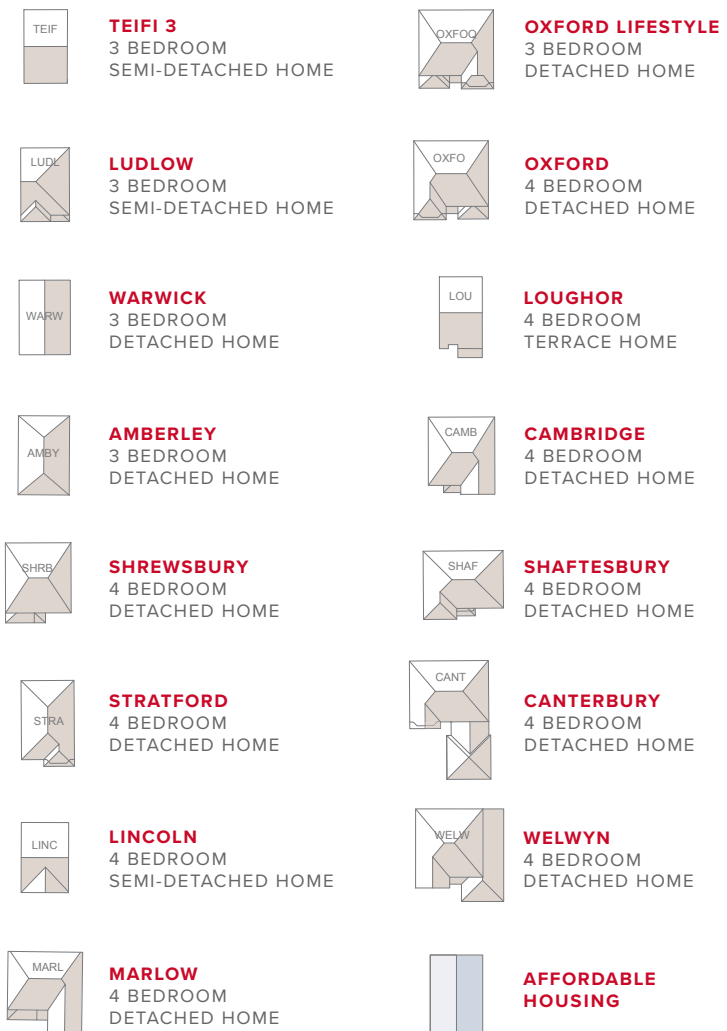 TEIF
TEIFI 3
3 BEDROOM
SEMI-DETACHED HOME
LUDL
LUDLOW
3 BEDROOM
SEMI-DETACHED HOME
WARW
WARWICK
3 BEDROOM
DETACHED HOME
AMBY
AMBERLEY
3 BEDROOM
DETACHED HOME
SHRB
SHREWSBURY
4 BEDROOM
DETACHED HOME
STRA
STRATFORD
4 BEDROOM
DETACHED HOME
LINC
LINCOLN
4 BEDROOM
SEMI-DETACHED HOME
MARL
MARLOW
4 BEDROOM
DETACHED HOME
OXFOQ
OXFORD LIFESTYLE
3 BEDROOM
DETACHED HOME
OXFO
OXFORD
4 BEDROOM
DETACHED HOME
LOU
LOUGHOR
4 BEDROOM
TERRACE HOME
CAMB
CAMBRIDGE
4 BEDROOM
DETACHED HOME
SHAF
SHAFTESBURY
4 BEDROOM
DETACHED HOME
CANT
CANTERBURY
4 BEDROOM
DETACHED HOME
WELW
WELWYN
4 BEDROOM
DETACHED HOME
AFFORDABLE
HOUSING